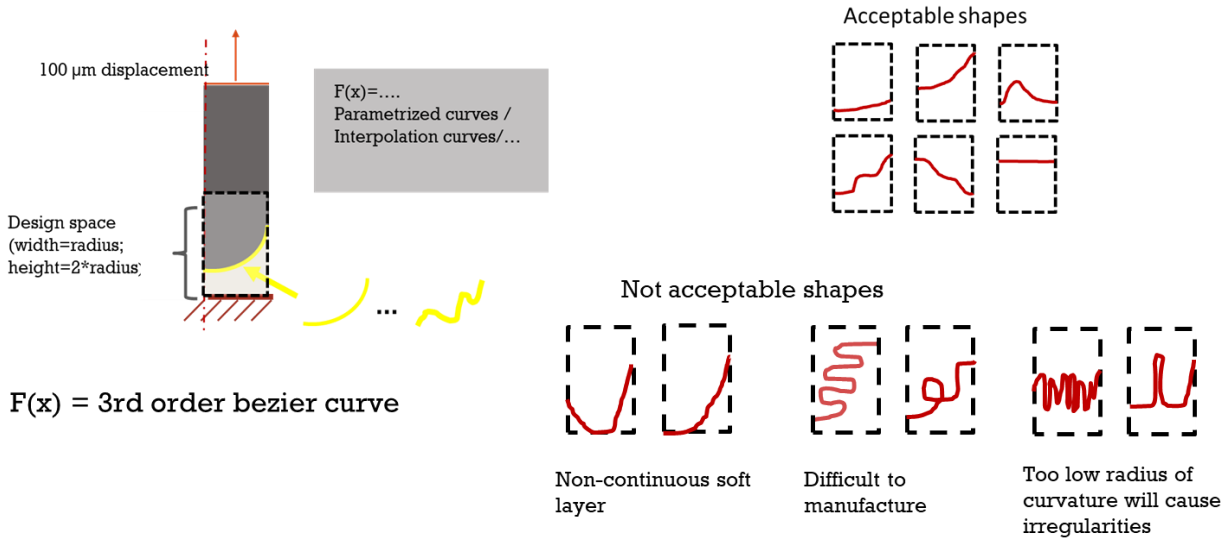 Acceptable shapes
100 µm displacement
F(x)=....
Parametrized curves /
Interpolation curves/...
Design space
(width=radius;
height=2*radius)
...
Not acceptable shapes
F(x) = 3rd order bezier curve
Non-continuous soft
layer
Difficult to
manufacture
Too low radius of
curvature will cause
irregularities